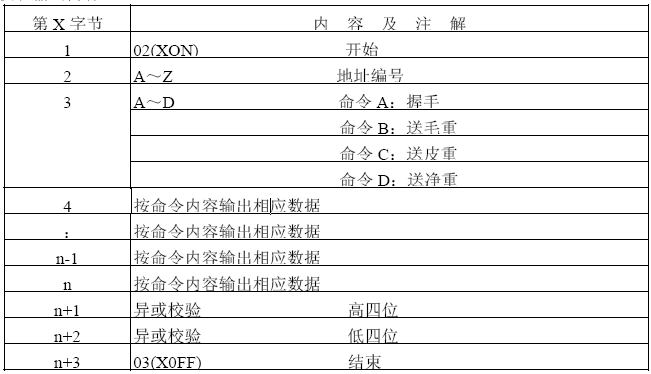 第 X 字节 内 容 及 注 解
1 02(XON) 开始
2 A～Z 地址编号
3 A～D 命令 A：握手
命令 B：送毛重
命令 C：送皮重
命令 D：送净重
4 按命令内容输出相应数据
： 按命令内容输出相应数据
n-1 按命令内容输出相应数据
n 按命令内容输出相应数据
n+1 异或校验 高四位
n+2 异或校验 低四位
n+3 03(X0FF) 结束